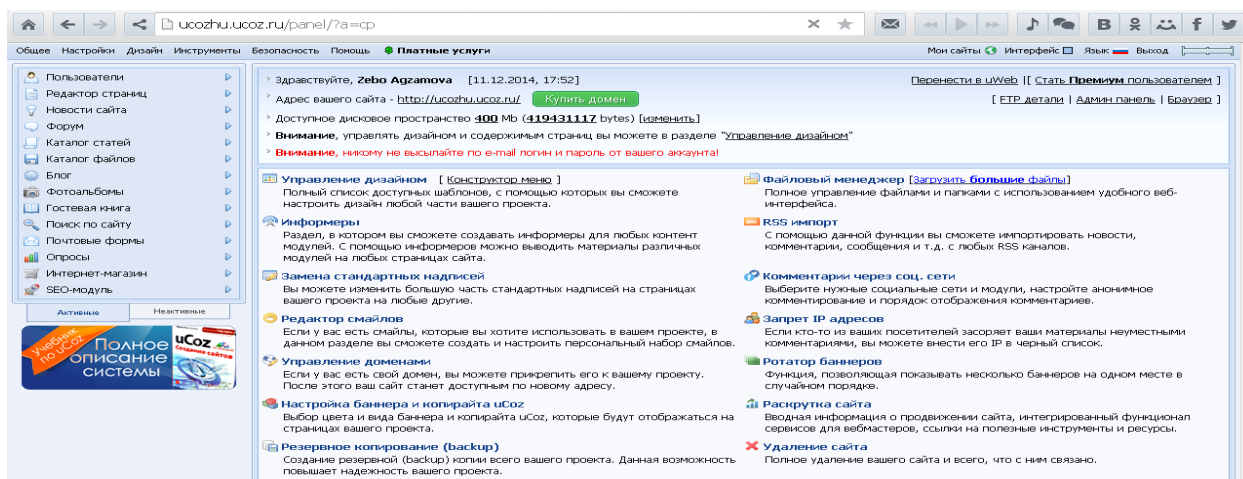 ucozhu.ucoz.ru/panel/?a=cp
Общее Настройки Дизайн Инструменты Безопасность Помощь Платные услуги Мои сайты Интерфейс Язык Выход
Пользователи
Редактор страниц
Новости сайта
Форум
Каталог статей
Каталог файлов
Блог
Фотоальбомы
Гостевая книга
Поиск по сайту
Почтовые формы
Опросы
Интернет-магазин
SEO-модуль
Активные Неактивные
Учебник по uCoz
Полное описание системы
uCoz
Создание сайтов
Здравствуйте, Zebo Agzamova [11.12.2014, 17:52] Перенести в uWeb |[ Стать Премиум пользователем ]
Адрес вашего сайта - http://ucozhu.ucoz.ru/ Купить домен [ FTP детали | Админ панель | Браузер ]
Доступное дисковое пространство 400 Mb (419431117 bytes) [изменить]
Внимание, управлять дизайном и содержимым страниц вы можете в разделе "Управление дизайном"
Внимание, никому не высылайте по e-mail логин и пароль от вашего аккаунта!
Управление дизайном [ Конструктор меню ]
Полный список доступных шаблонов, с помощью которых вы сможете
настроить дизайн любой части вашего проекта.
Информеры
Раздел, в котором вы сможете создавать информеры для любых контент
модулей. С помощью информеров можно выводить материалы различных
модулей на любых страницах сайта.
Замена стандартных надписей
Вы можете изменить большую часть стандартных надписей на страницах
вашего проекта на любые другие.
Редактор смайлов
Если у вас есть смайлы, которые вы хотите использовать в вашем проекте, в
данном разделе вы сможете создать и настроить персональный набор смайлов.
Управление доменами
Если у вас есть свой домен, вы можете прикрепить его к вашему проекту.
После этого ваш сайт станет доступным по новому адресу.
Настройка баннера и копирайта uCoz
Выбор цвета и вида баннера и копирайта uCoz, которые будут отображаться на
страницах вашего проекта.
Резервное копирование (backup)
Создание резервной (backup) копии всего вашего проекта. Данная возможность
повышает надежность вашего проекта.
Файловый менеджер [Загрузить большие файлы]
Полное управление файлами и папками с использованием удобного веб-
интерфейса.
RSS импорт
С помощью данной функции вы сможете импортировать новости,
комментарии, сообщения и т.д. с любых RSS каналов.
Комментарии через соц. сети
Выберите нужные социальные сети и модули, настройте анонимное
комментирование и порядок отображения комментариев.
Запрет IP адресов
Если кто-то из ваших посетителей засоряет ваши материалы неуместными
комментариями, вы можете внести его IP в черный список.
Ротатор баннеров
Функция, позволяющая показывать несколько баннеров на одном месте в
случайном порядке.
Раскрутка сайта
Вводная информация о продвижении сайта, интегрированный функционал
сервисов для вебмастеров, ссылки на полезные инструменты и ресурсы.
Удаление сайта
Полное удаление вашего сайта и всего, что с ним связано.